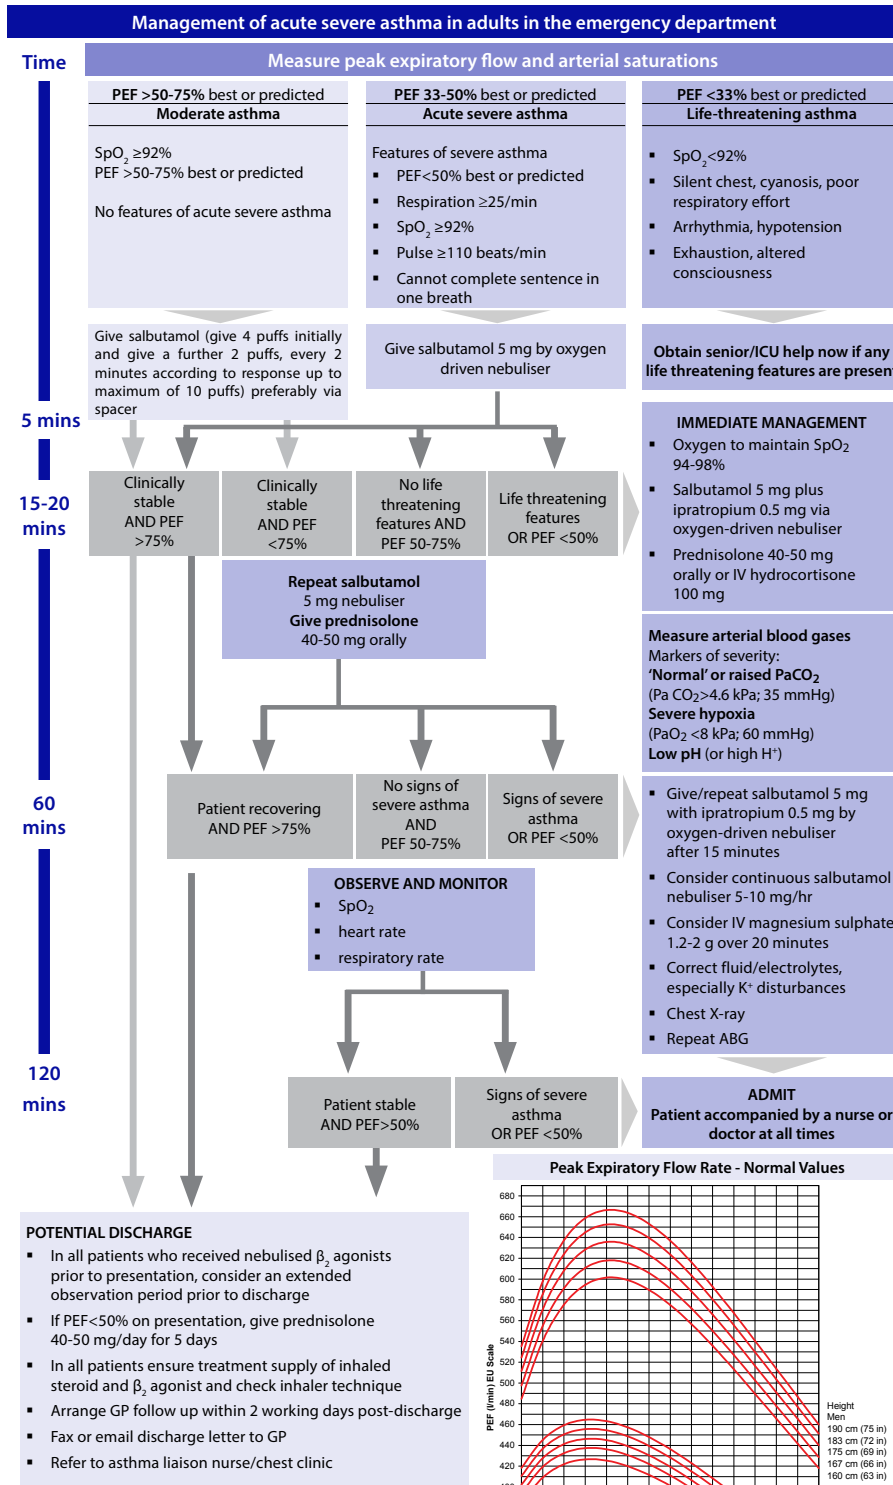 Management of acute severe asthma in adults in the emergency department
Time
Measure peak expiratory flow and arterial saturations
PEF >50-75% best or predicted
Moderate asthma
SpO2 ≥92%
PEF >50-75% best or predicted
No features of acute severe asthma
PEF 33-50% best or predicted
Acute severe asthma
Features of severe asthma
▪ PEF<50% best or predicted
▪ Respiration ≥25/min
▪ SpO2 ≥92%
▪ Pulse ≥110 beats/min
▪ Cannot complete sentence in
one breath
PEF <33% best or predicted
Life-threatening asthma
▪ SpO2<92%
▪ Silent chest, cyanosis, poor
respiratory effort
▪ Arrhythmia, hypotension
▪ Exhaustion, altered
consciousness
Give salbutamol (give 4 puffs initially
and give a further 2 puffs, every 2
minutes according to response up to
maximum of 10 puffs) preferably via
spacer
Give salbutamol 5 mg by oxygen
driven nebuliser
Obtain senior/ICU help now if any
life threatening features are present
5 mins
IMMEDIATE MANAGEMENT
▪ Oxygen to maintain SpO2
94-98%
▪ Salbutamol 5 mg plus
ipratropium 0.5 mg via
oxygen-driven nebuliser
▪ Prednisolone 40-50 mg
orally or IV hydrocortisone
100 mg
15-20
mins
Clinically
stable
AND PEF
>75%
Clinically
stable
AND PEF
<75%
No life
threatening
features AND
PEF 50-75%
Life threatening
features
OR PEF <50%
Repeat salbutamol
5 mg nebuliser
Give prednisolone
40-50 mg orally
Measure arterial blood gases
Markers of severity:
‘Normal’ or raised PaCO2
(Pa CO2>4.6 kPa; 35 mmHg)
Severe hypoxia
(PaO2 <8 kPa; 60 mmHg)
Low pH (or high H+)
60
mins
Patient recovering
AND PEF >75%
No signs of
severe asthma
AND
PEF 50-75%
Signs of severe
asthma
OR PEF <50%
▪ Give/repeat salbutamol 5 mg
with ipratropium 0.5 mg by
oxygen-driven nebuliser
after 15 minutes
▪ Consider continuous salbutamol
nebuliser 5-10 mg/hr
▪ Consider IV magnesium sulphate
1.2-2 g over 20 minutes
▪ Correct fluid/electrolytes,
especially K+ disturbances
▪ Chest X-ray
▪ Repeat ABG
OBSERVE AND MONITOR
▪ SpO2
▪ heart rate
▪ respiratory rate
120
mins
Patient stable
AND PEF>50%
Signs of severe
asthma
OR PEF <50%
ADMIT
Patient accompanied by a nurse or
doctor at all times
POTENTIAL DISCHARGE
▪ In all patients who received nebulised β2 agonists
prior to presentation, consider an extended
observation period prior to discharge
▪ If PEF<50% on presentation, give prednisolone
40-50 mg/day for 5 days
▪ In all patients ensure treatment supply of inhaled
steroid and β2 agonist and check inhaler technique
▪ Arrange GP follow up within 2 working days post-discharge
▪ Fax or email discharge letter to GP
▪ Refer to asthma liaison nurse/chest clinic
Peak Expiratory Flow Rate - Normal Values
680
660
640
620
600
580
560
540
520
500
480
460
440
420
PEF (l/min) EU Scale
Height
Men
190 cm (75 in)
183 cm (72 in)
175 cm (69 in)
167 cm (66 in)
160 cm (63 in)